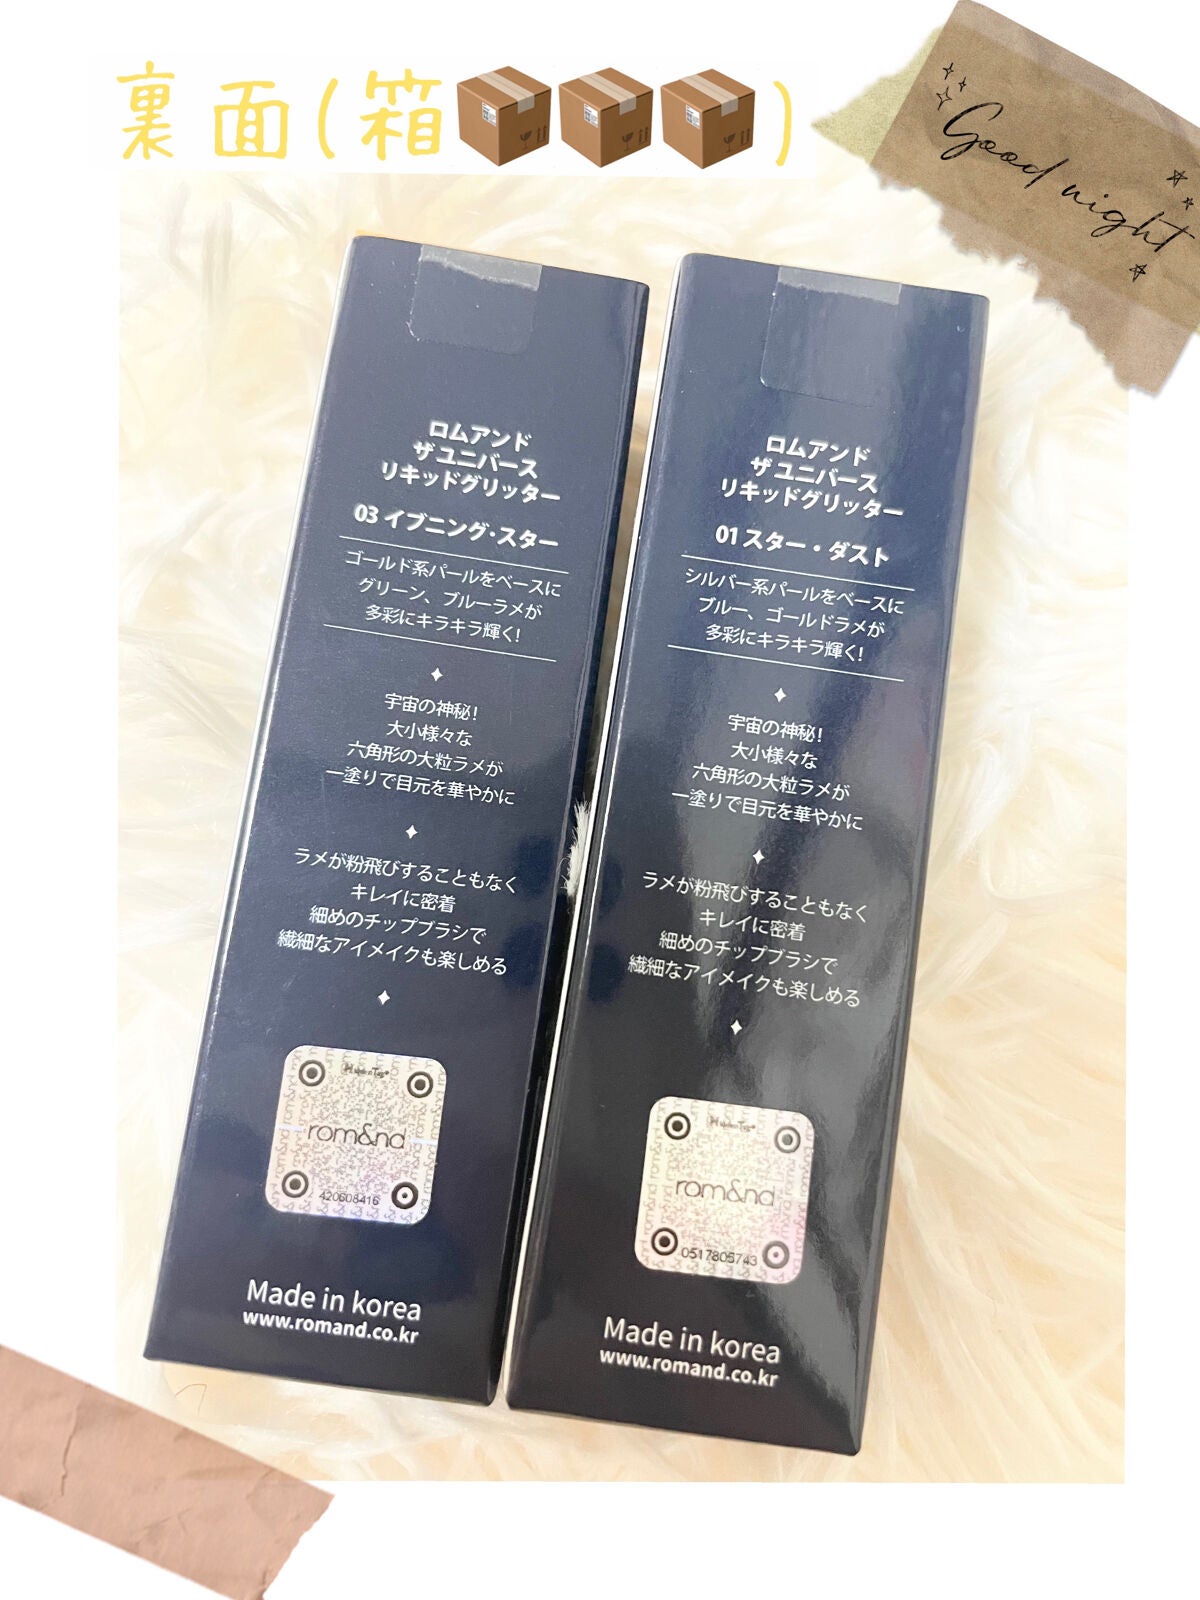 裏面(箱📦📦📦)
Good night
ロムアンド
ザ ユニバース
リキッドグリッター
03 イブニング・スター
ゴールド系パールをベースに
グリーン、ブルーラメが
多彩にキラキラ輝く!
宇宙の神秘!
大小様々な
六角形の大粒ラメが
一塗りで目元を華やかに
ラメが粉飛びすることもなく
キレイに密着
細めのチップブラシで
繊細なアイメイクも楽しめる
HiddenTag
rom&nd
420608416
Made in korea
www.romand.co.kr
ロムアンド
ザ ユニバース
リキッドグリッター
01 スター・ダスト
シルバー系パールをベースに
ブルー、ゴールドラメが
多彩にキラキラ輝く!
宇宙の神秘!
大小様々な
六角形の大粒ラメが
一塗りで目元を華やかに
ラメが粉飛びすることもなく
キレイに密着
細めのチップブラシで
繊細なアイメイクも楽しめる
HiddenTag
rom&nd
0517805743
Made in korea
www.romand.co.kr